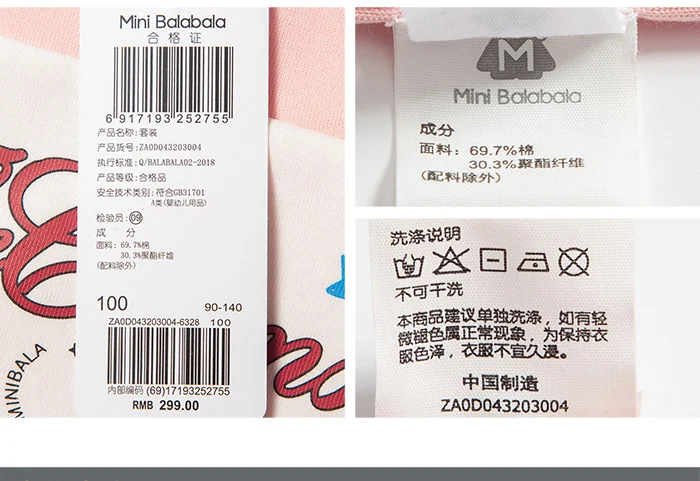 Mini Balabala
合格证
6 917193 252755
产品名称: 套装
产品货号: ZA0D043203004
执行标准: Q/BALABALA02-2018
产品等级: 合格品
安全技术类别: 符合GB31701
A类(婴幼儿用品)
检验员: 09
成 分
面料: 69.7%棉
30.3%聚酯纤维
(配料除外)
100 90-140
ZA0D043203004-6328 100
内部编码 (69)17193252755
RMB 299.00
MINIBALA
M
Mini Balabala
成分
面料: 69.7%棉
30.3%聚酯纤维
(配料除外)
洗涤说明
不可干洗
本商品建议单独洗涤，如有轻
微褪色属正常现象，为保持衣
服色泽，衣服不宜久浸。
中国制造
ZA0D043203004